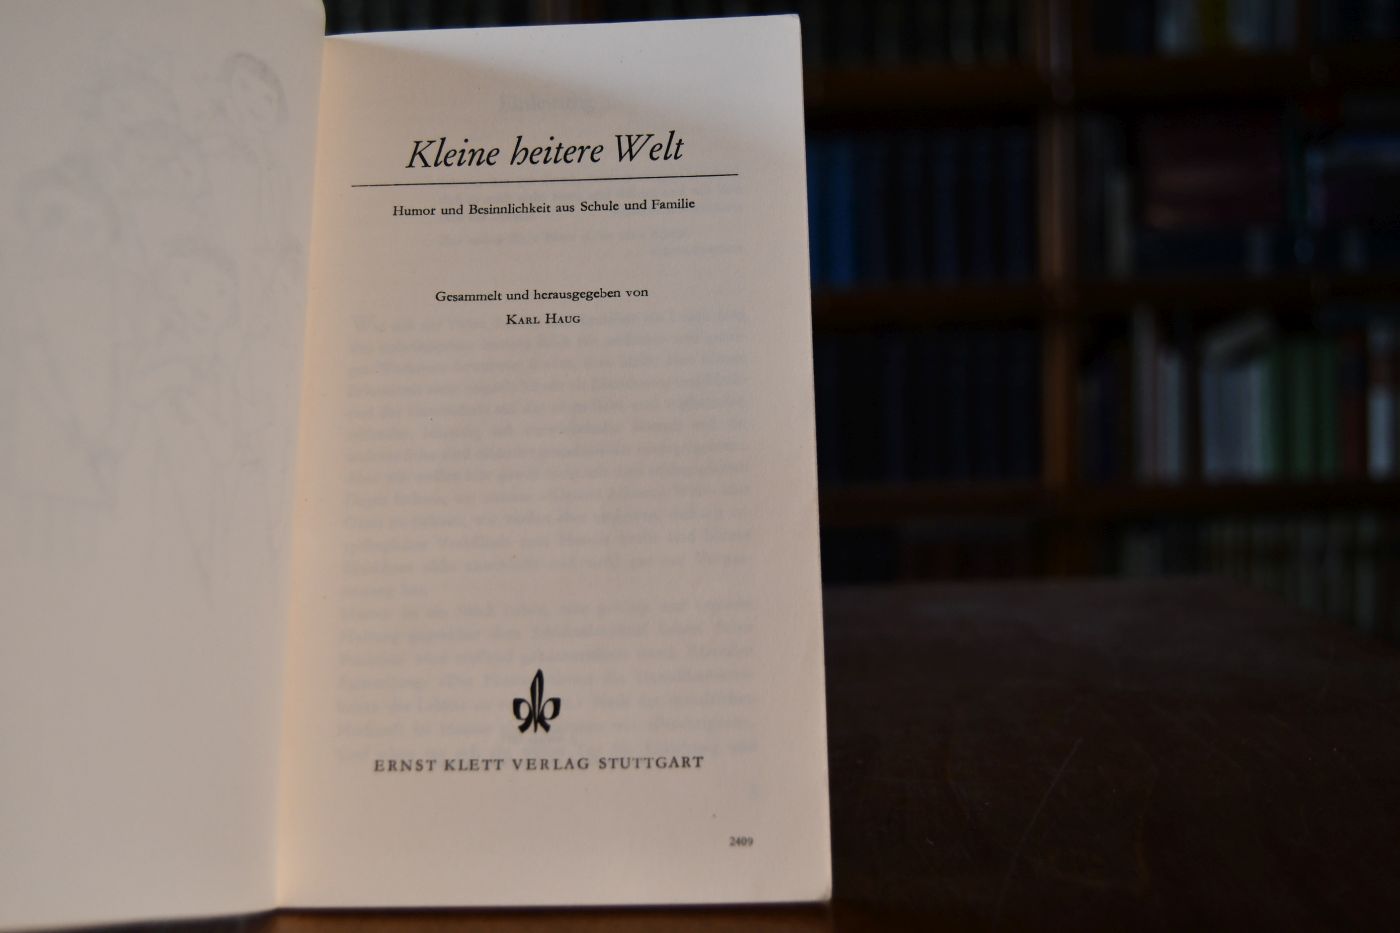 Kleine heitere Welt
Humor und Besinnlichkeit aus Schule und Familie
Gesammelt und herausgegeben von
Karl Haug
ERNST KLETT VERLAG STUTTGART
2409